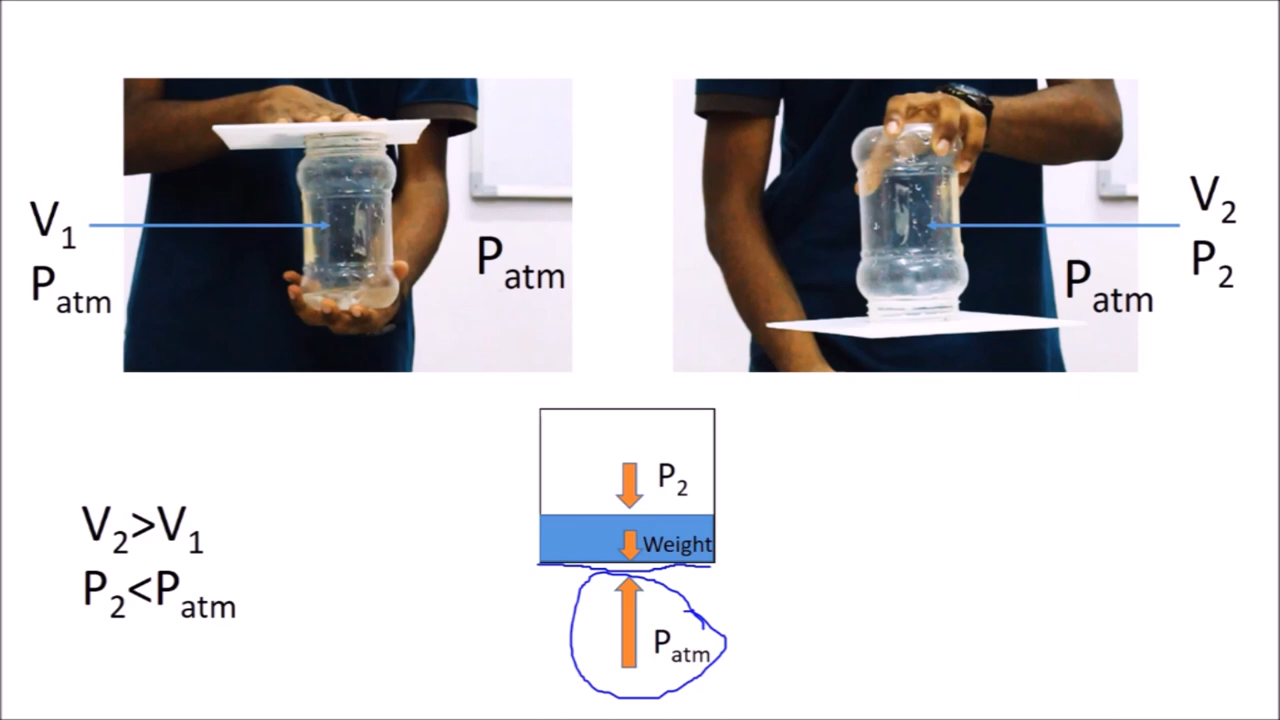 V₁
Pₐₜₘ
Pₐₜₘ
V₂
P₂
Pₐₜₘ
P₂
Weight
Pₐₜₘ
V₂>V₁
P₂<Pₐₜₘ